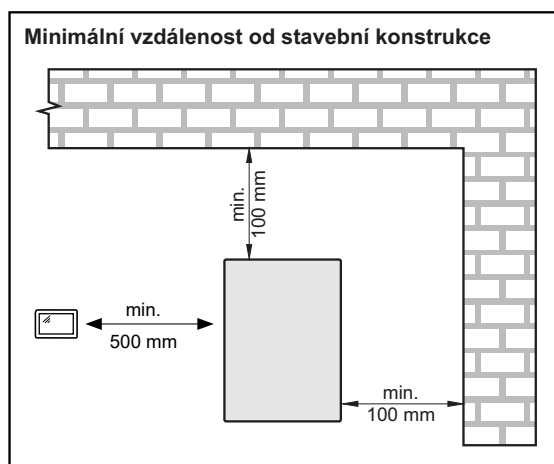 Minimální vzdálenost od stavební konstrukce
min.
100 mm
min.
500 mm
min.
100 mm